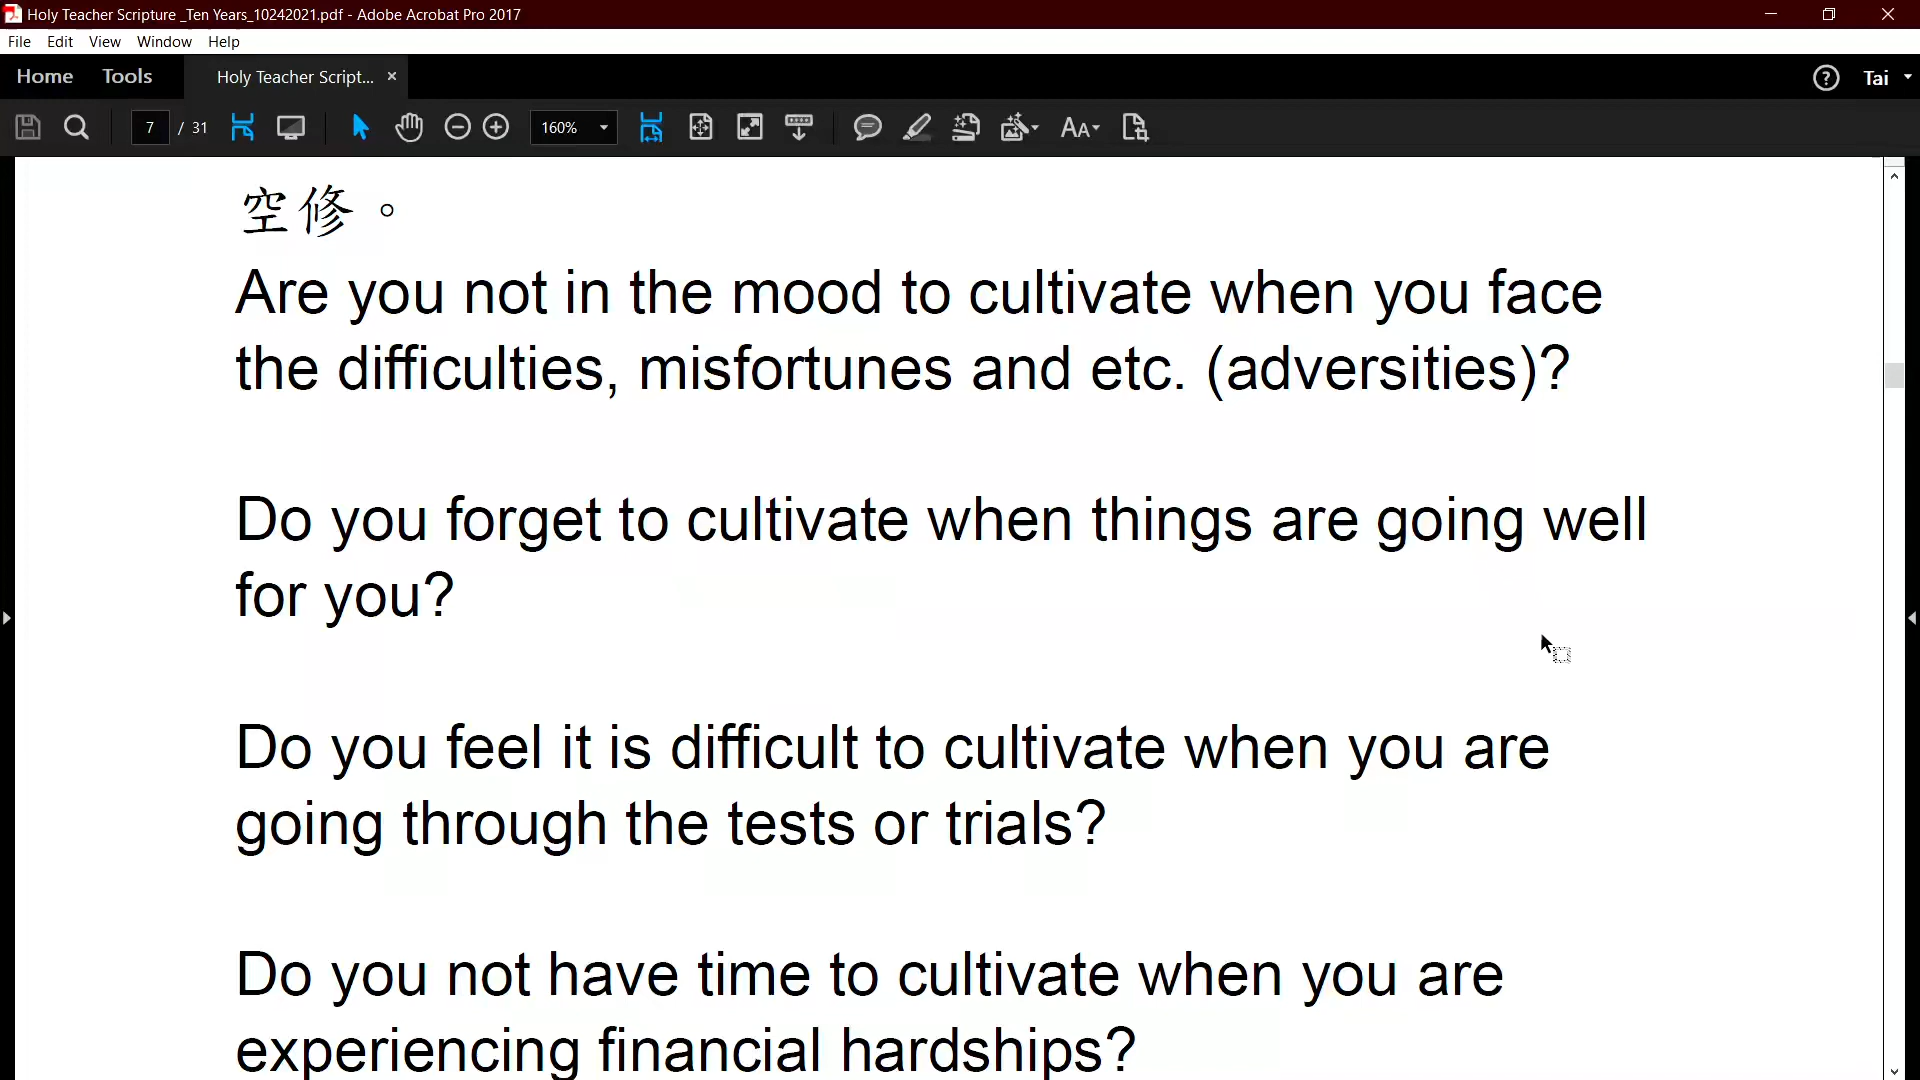 Holy Teacher Scripture _Ten Years_10242021.pdf - Adobe Acrobat Pro 2017
File Edit View Window Help
Home Tools Holy Teacher Script... × ? Tai
7 / 31 160%
空修。
Are you not in the mood to cultivate when you face
the difficulties, misfortunes and etc. (adversities)?
Do you forget to cultivate when things are going well
for you?
Do you feel it is difficult to cultivate when you are
going through the tests or trials?
Do you not have time to cultivate when you are
experiencing financial hardships?